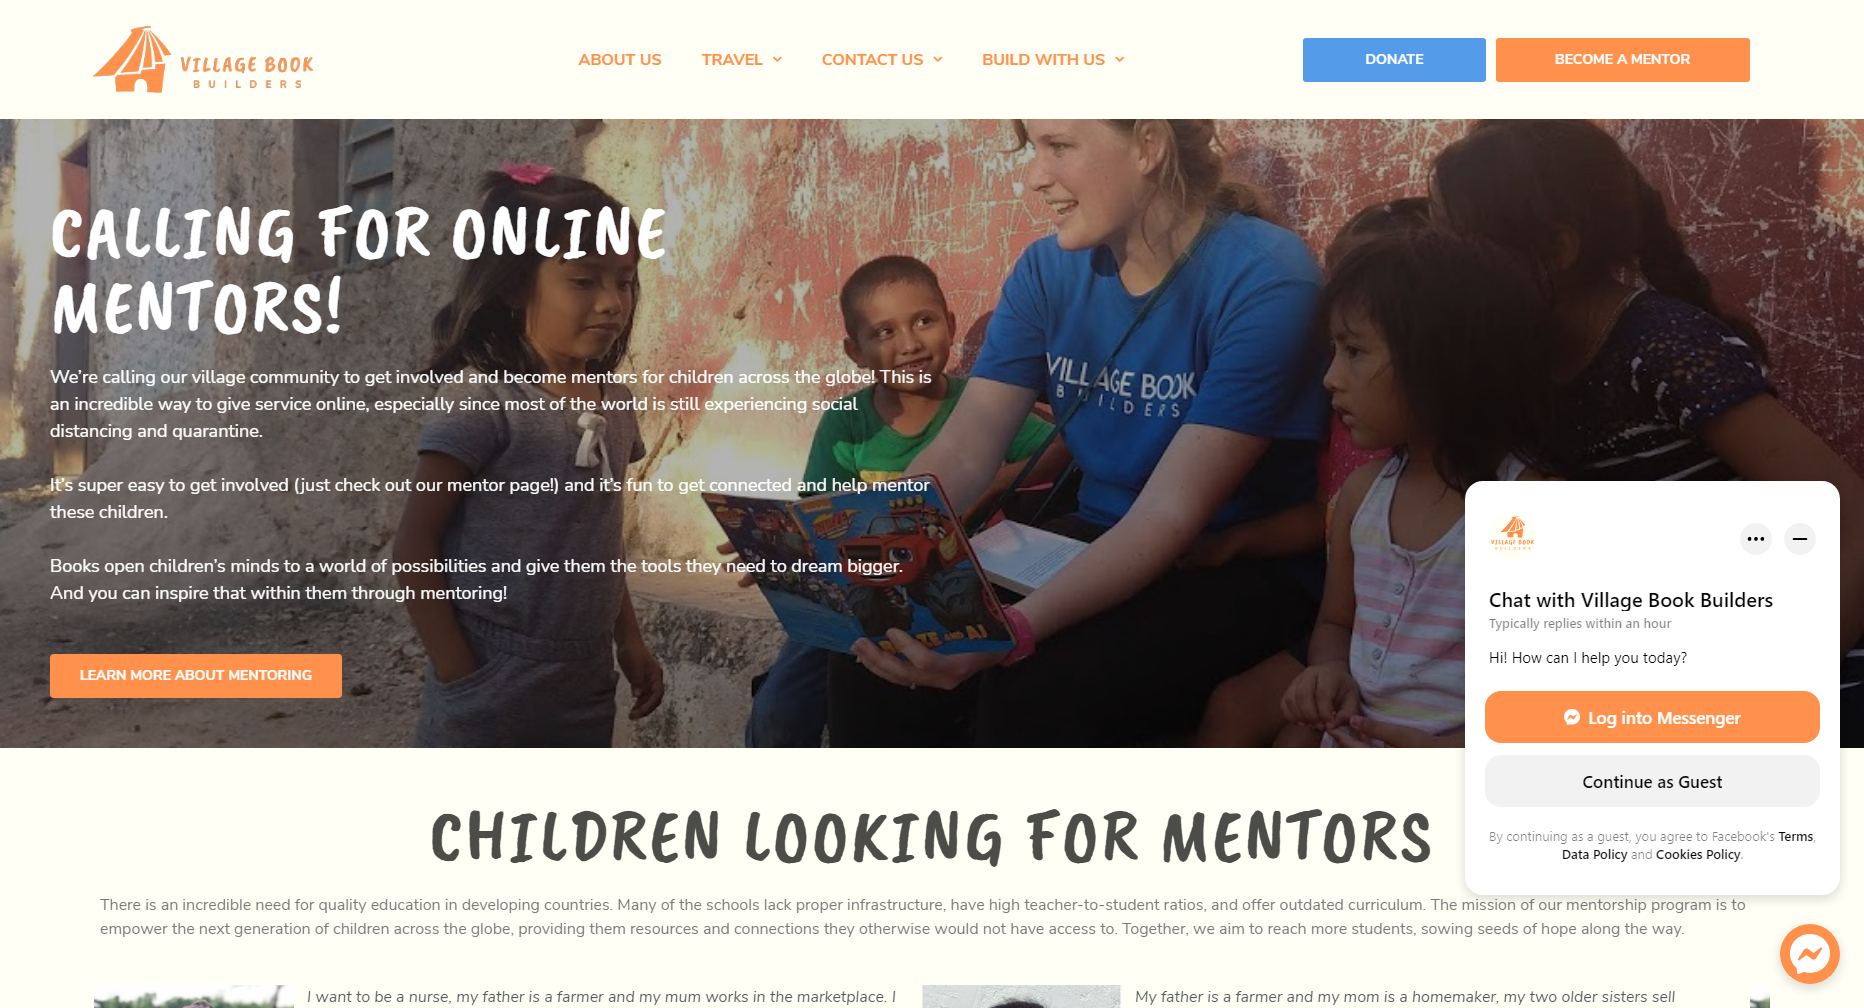 VILLAGE BOOK
BUILDERS
ABOUT US
TRAVEL
CONTACT US
BUILD WITH US
DONATE
BECOME A MENTOR
CALLING FOR ONLINE
MENTORS!
We're calling our village community to get involved and become mentors for children across the globe! This is
an incredible way to give service online, especially since most of the world is still experiencing social
distancing and quarantine.
It's super easy to get involved (just check out our mentor page!) and it's fun to get connected and help mentor
these children.
Books open children's minds to a world of possibilities and give them the tools they need to dream bigger.
And you can inspire that within them through mentoring!
LEARN MORE ABOUT MENTORING
VILLAGE BOOK
BUILDERS
VILLAGE BOOK
BUILDERS
Chat with Village Book Builders
Typically replies within an hour
Hi! How can I help you today?
Log into Messenger
Continue as Guest
By continuing as a guest, you agree to Facebook's Terms,
Data Policy and Cookies Policy.
CHILDREN LOOKING FOR MENTORS
There is an incredible need for quality education in developing countries. Many of the schools lack proper infrastructure, have high teacher-to-student ratios, and offer outdated curriculum. The mission of our mentorship program is to
empower the next generation of children across the globe, providing them resources and connections they otherwise would not have access to. Together, we aim to reach more students, sowing seeds of hope along the way.
I want to be a nurse, my father is a farmer and my mum works in the marketplace. I
My father is a farmer and my mom is a homemaker, my two older sisters sell